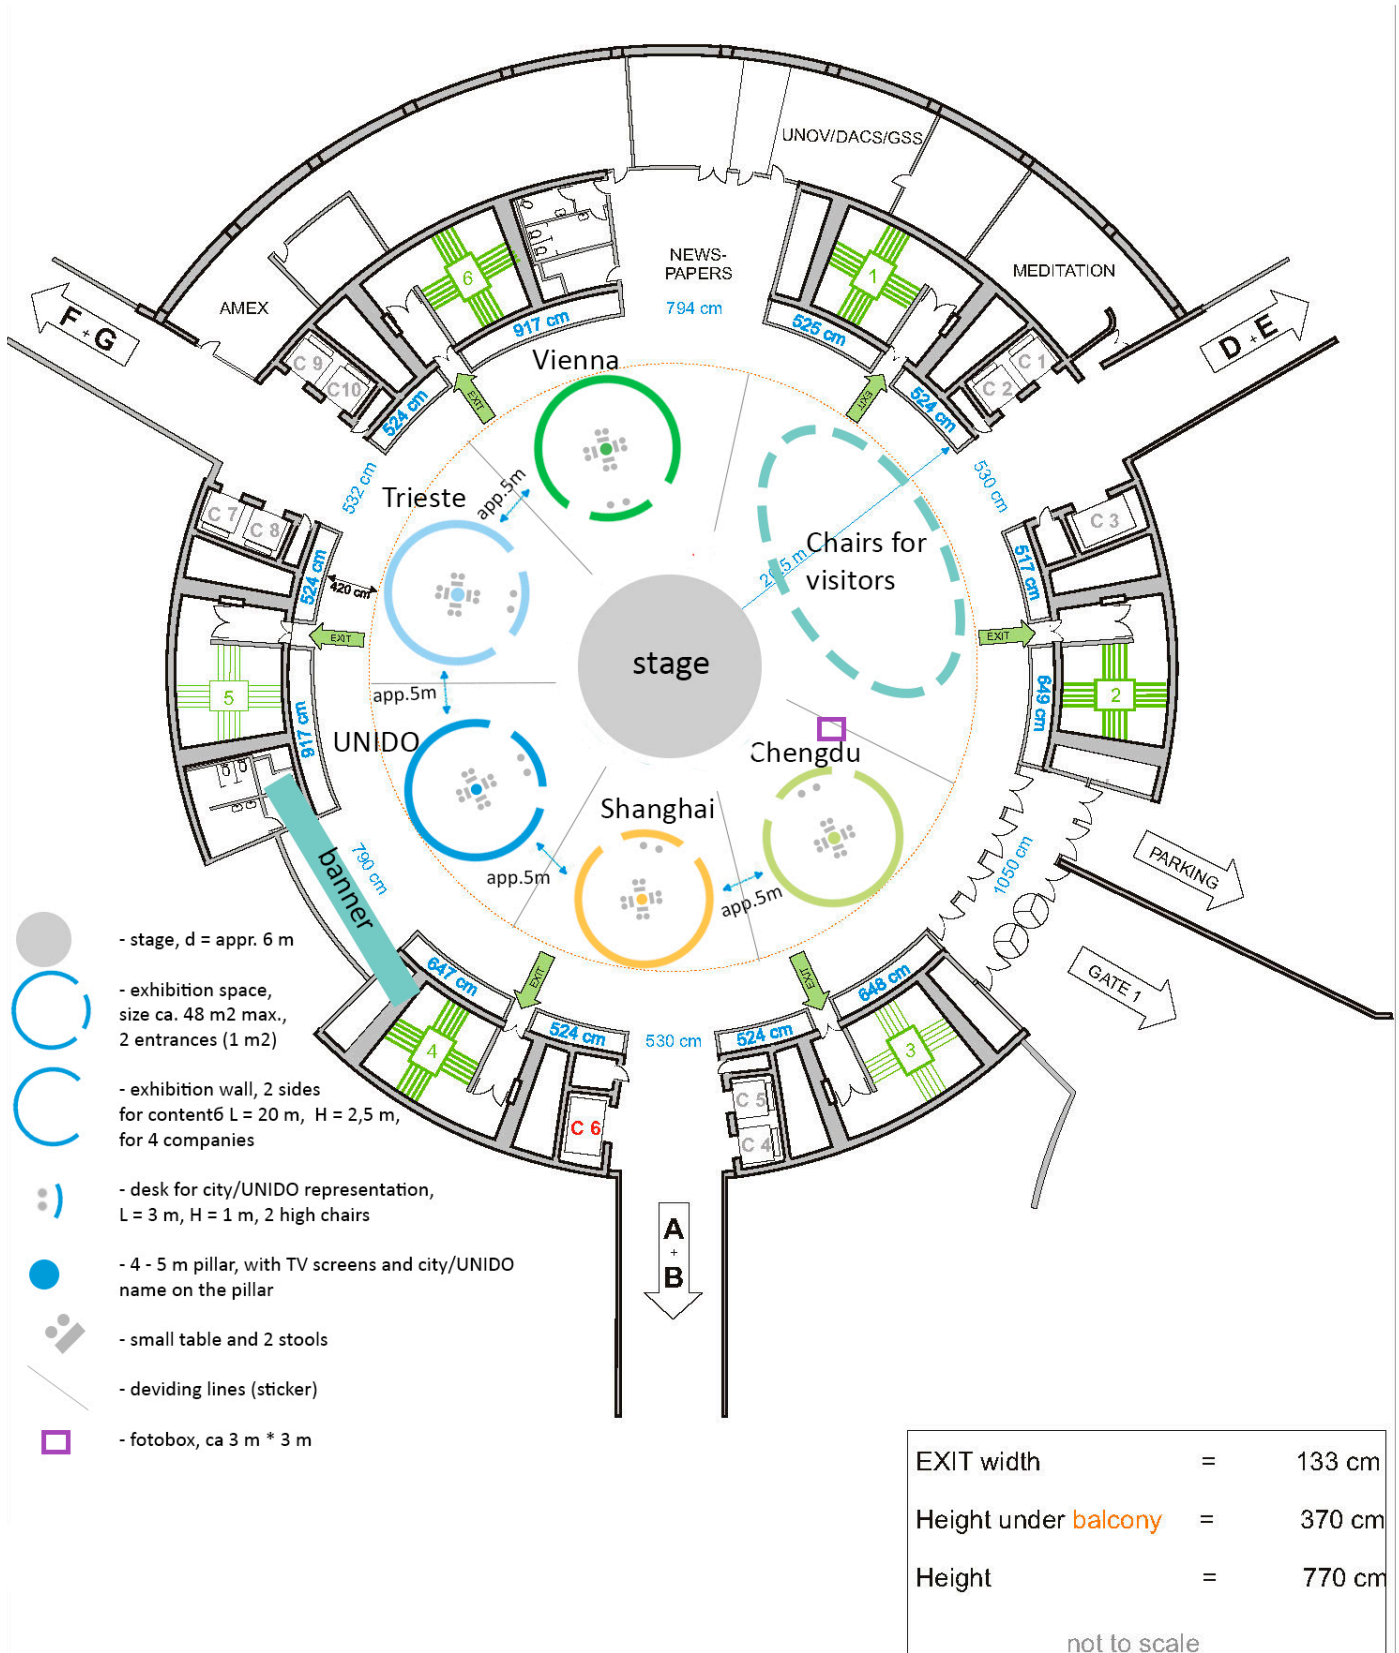 UNOV/DACS/GSS
NEWS-
PAPERS
MEDITATION
AMEX
F + G
D + E
6
1
794 cm
917 cm
525 cm
C 9
C10
C 1
C 2
524 cm
524 cm
Vienna
EXIT
EXIT
532 cm
530 cm
Trieste
app.5m
C 7
C 8
C 3
Chairs for
visitors
524 cm
420 cm
517 cm
EXIT
EXIT
stage
5
2
917 cm
649 cm
app.5m
UNIDO
Chengdu
Shanghai
banner
790 cm
app.5m
app.5m
1050 cm
PARKING
GATE 1
647 cm
648 cm
EXIT
EXIT
524 cm
530 cm
524 cm
4
3
C 6
C 5
C 4
A
+
B
- stage, d = appr. 6 m
- exhibition space,
size ca. 48 m2 max.,
2 entrances (1 m2)
- exhibition wall, 2 sides
for contentб L = 20 m, H = 2,5 m,
for 4 companies
- desk for city/UNIDO representation,
L = 3 m, H = 1 m, 2 high chairs
- 4 - 5 m pillar, with TV screens and city/UNIDO
name on the pillar
- small table and 2 stools
- deviding lines (sticker)
- fotobox, ca 3 m * 3 m
EXIT width = 133 cm
Height under balcony = 370 cm
Height = 770 cm
not to scale